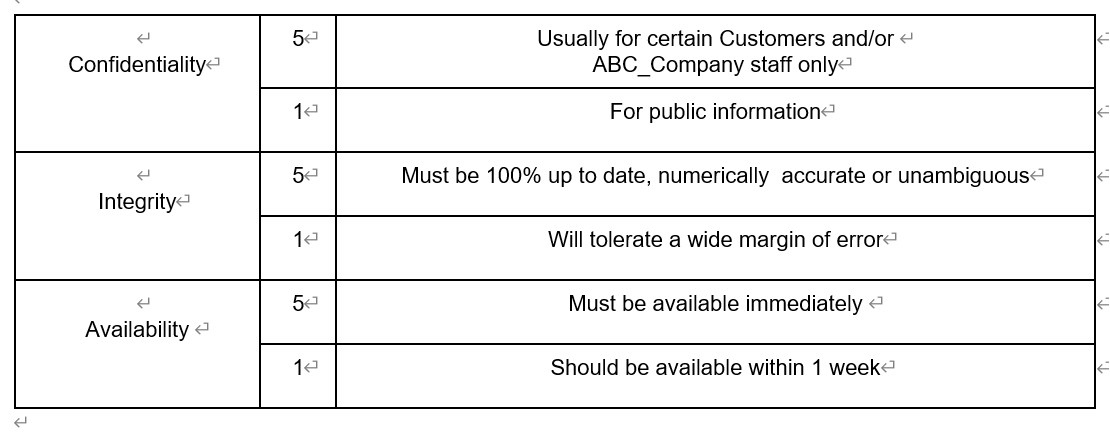 Confidentiality
5
Usually for certain Customers and/or
ABC_Company staff only
1
For public information
Integrity
5
Must be 100% up to date, numerically  accurate or unambiguous
1
Will tolerate a wide margin of error
Availability
5
Must be available immediately
1
Should be available within 1 week